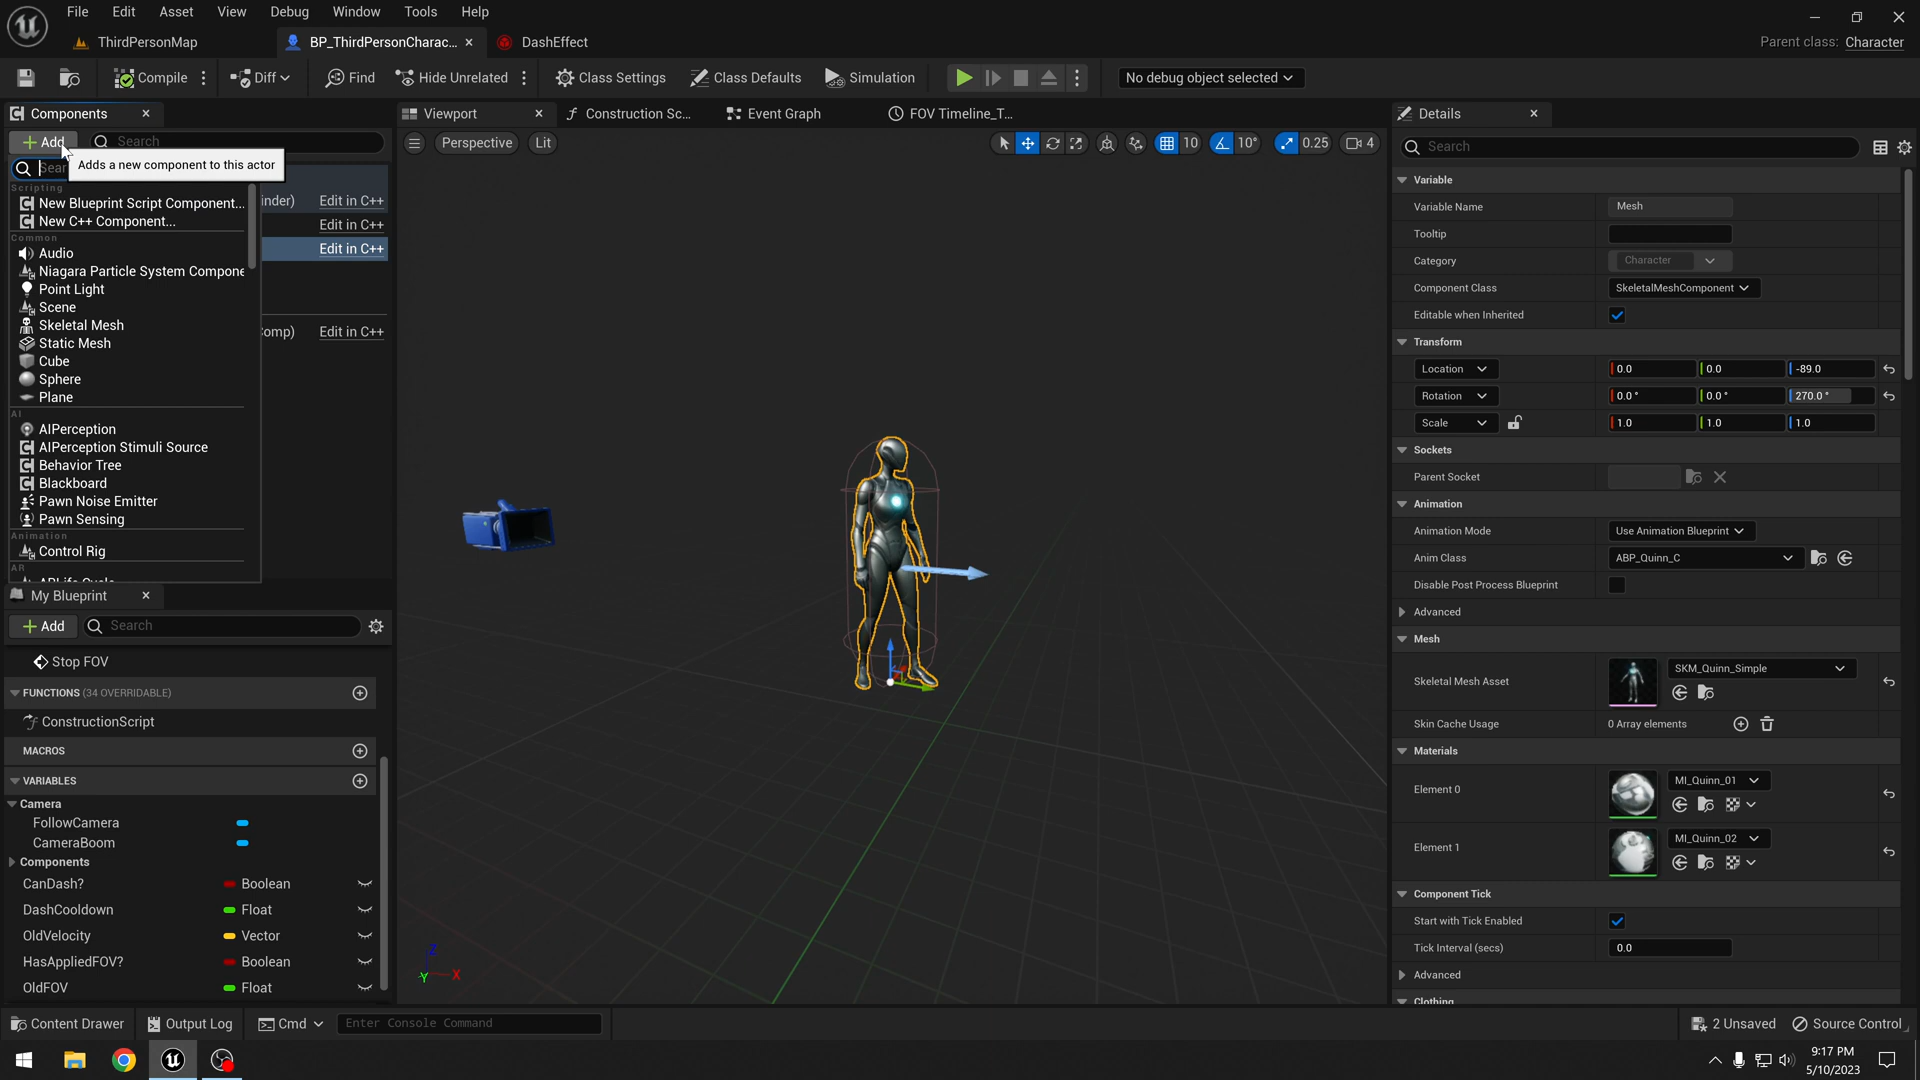 File Edit Asset View Debug Window Tools Help
ThirdPersonMap BP_ThirdPersonCharac... DashEffect
Parent class: Character
Compile Diff Find Hide Unrelated Class Settings Class Defaults Simulation No debug object selected
Components
Add Search
Adds a new component to this actor
Sear
Scripting
New Blueprint Script Component...
New C++ Component...
Common
Audio
Niagara Particle System Compone
Point Light
Scene
Skeletal Mesh
Static Mesh
Cube
Sphere
Plane
AI
AIPerception
AIPerception Stimuli Source
Behavior Tree
Blackboard
Pawn Noise Emitter
Pawn Sensing
Animation
Control Rig
AR
inder) Edit in C++
Edit in C++
Edit in C++
Comp) Edit in C++
My Blueprint
Add Search
Stop FOV
FUNCTIONS (34 OVERRIDABLE)
ConstructionScript
MACROS
VARIABLES
Camera
FollowCamera
CameraBoom
Components
CanDash? Boolean
DashCooldown Float
OldVelocity Vector
HasAppliedFOV? Boolean
OldFOV Float
Viewport Construction Sc... Event Graph FOV Timeline_T...
Perspective Lit 10 10° 0.25 4
Z
Y X
Details
Search
Variable
Variable Name Mesh
Tooltip
Category Character
Component Class SkeletalMeshComponent
Editable when Inherited
Transform
Location 0.0 0.0 -89.0
Rotation 0.0 ° 0.0 ° 270.0 °
Scale 1.0 1.0 1.0
Sockets
Parent Socket
Animation
Animation Mode Use Animation Blueprint
Anim Class ABP_Quinn_C
Disable Post Process Blueprint
Advanced
Mesh
Skeletal Mesh Asset SKM_Quinn_Simple
Skin Cache Usage 0 Array elements
Materials
Element 0 MI_Quinn_01
Element 1 MI_Quinn_02
Component Tick
Start with Tick Enabled
Tick Interval (secs) 0.0
Advanced
Clothing
Content Drawer Output Log Cmd Enter Console Command 2 Unsaved Source Control
9:17 PM
5/10/2023